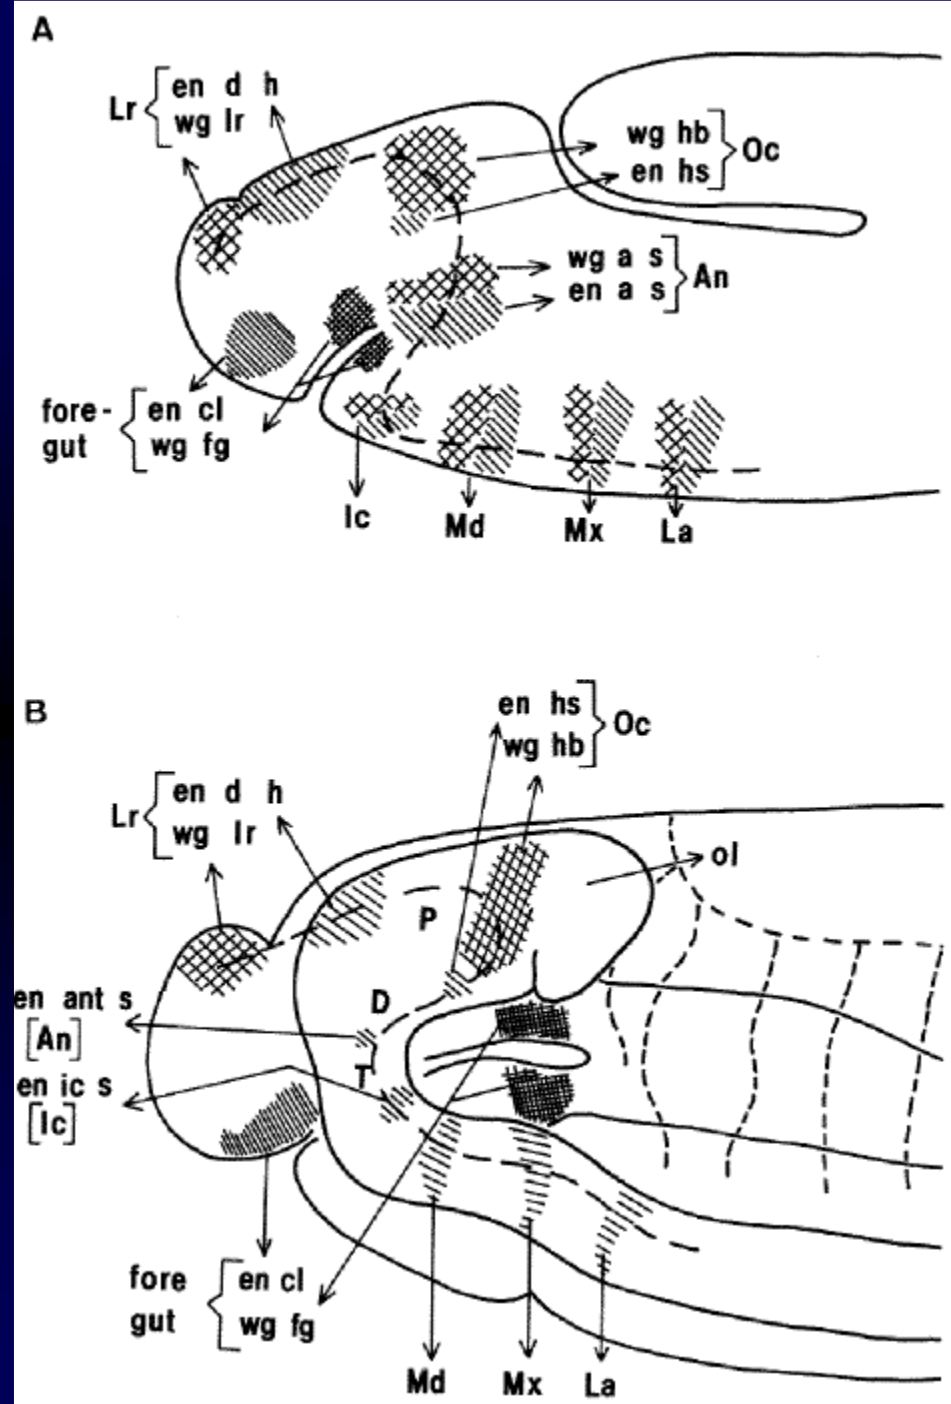 A
Lr
en d h
wg lr
wg hb
en hs
Oc
wg a s
en a s
An
fore-
gut
en cl
wg fg
Ic
Md
Mx
La
B
en hs
wg hb
Oc
Lr
en d h
wg lr
ol
P
D
T
en ant s
[An]
en ic s
[Ic]
fore
gut
en cl
wg fg
Md
Mx
La